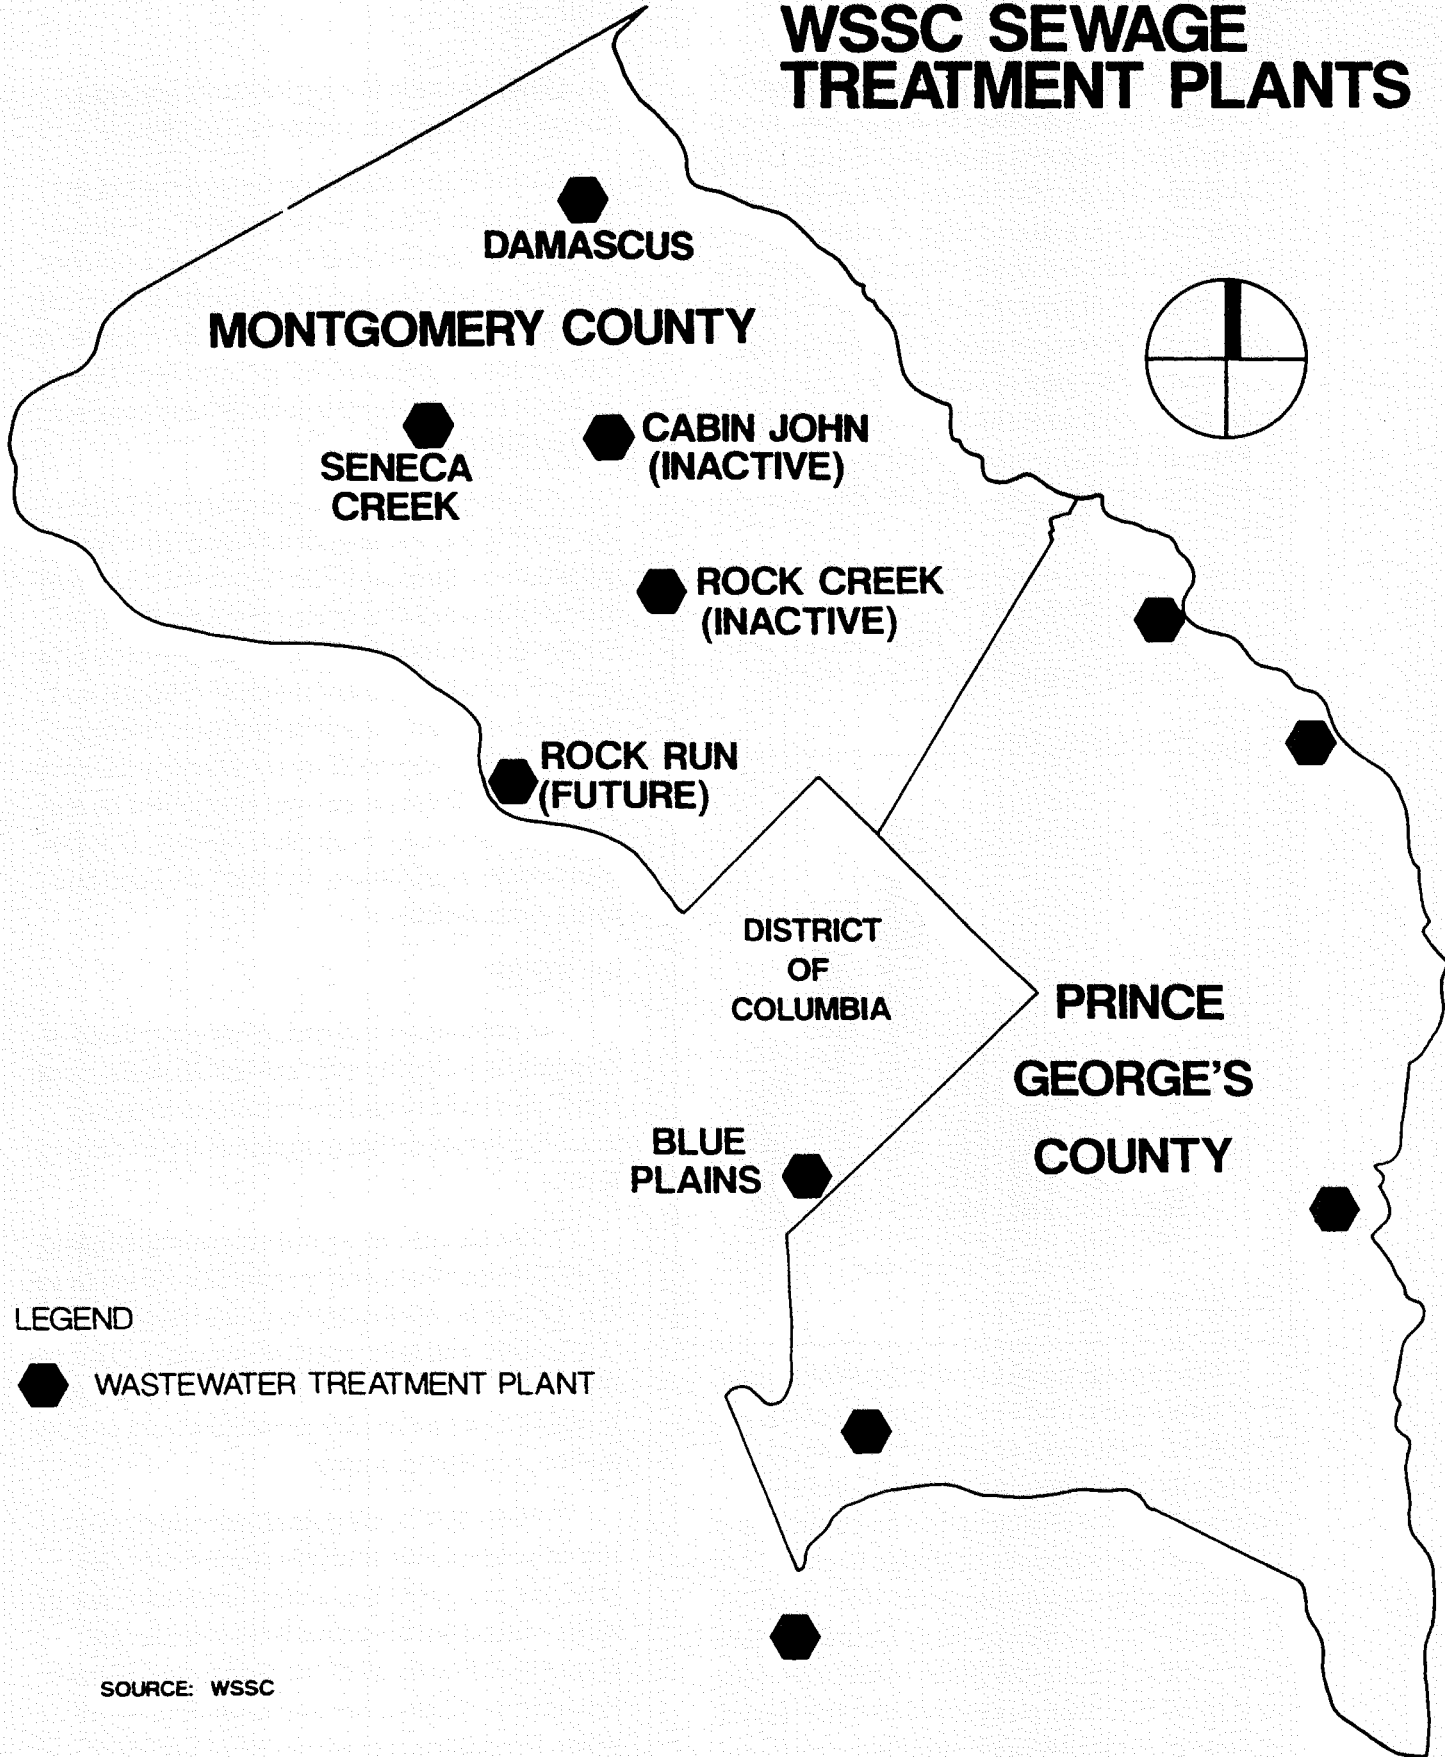 WSSC SEWAGE
TREATMENT PLANTS
DAMASCUS
MONTGOMERY COUNTY
CABIN JOHN
(INACTIVE)
SENECA
CREEK
ROCK CREEK
(INACTIVE)
ROCK RUN
(FUTURE)
DISTRICT
OF
COLUMBIA
PRINCE
GEORGE'S
COUNTY
BLUE
PLAINS
LEGEND
WASTEWATER TREATMENT PLANT
SOURCE: WSSC